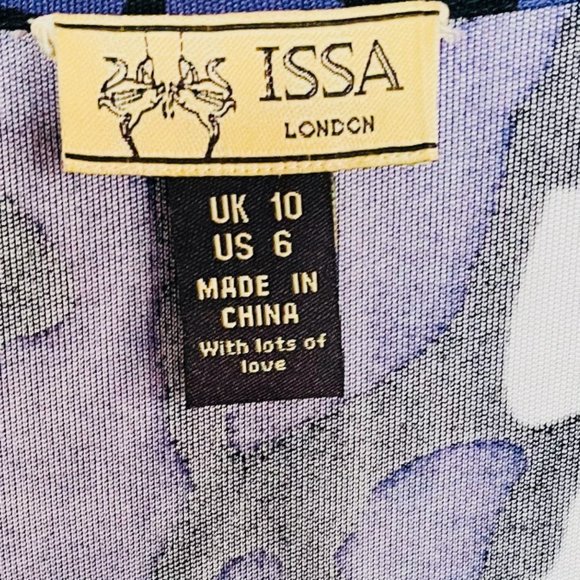 ISSA
LONDON
UK 10
US 6
MADE IN
CHINA
With lots of
love